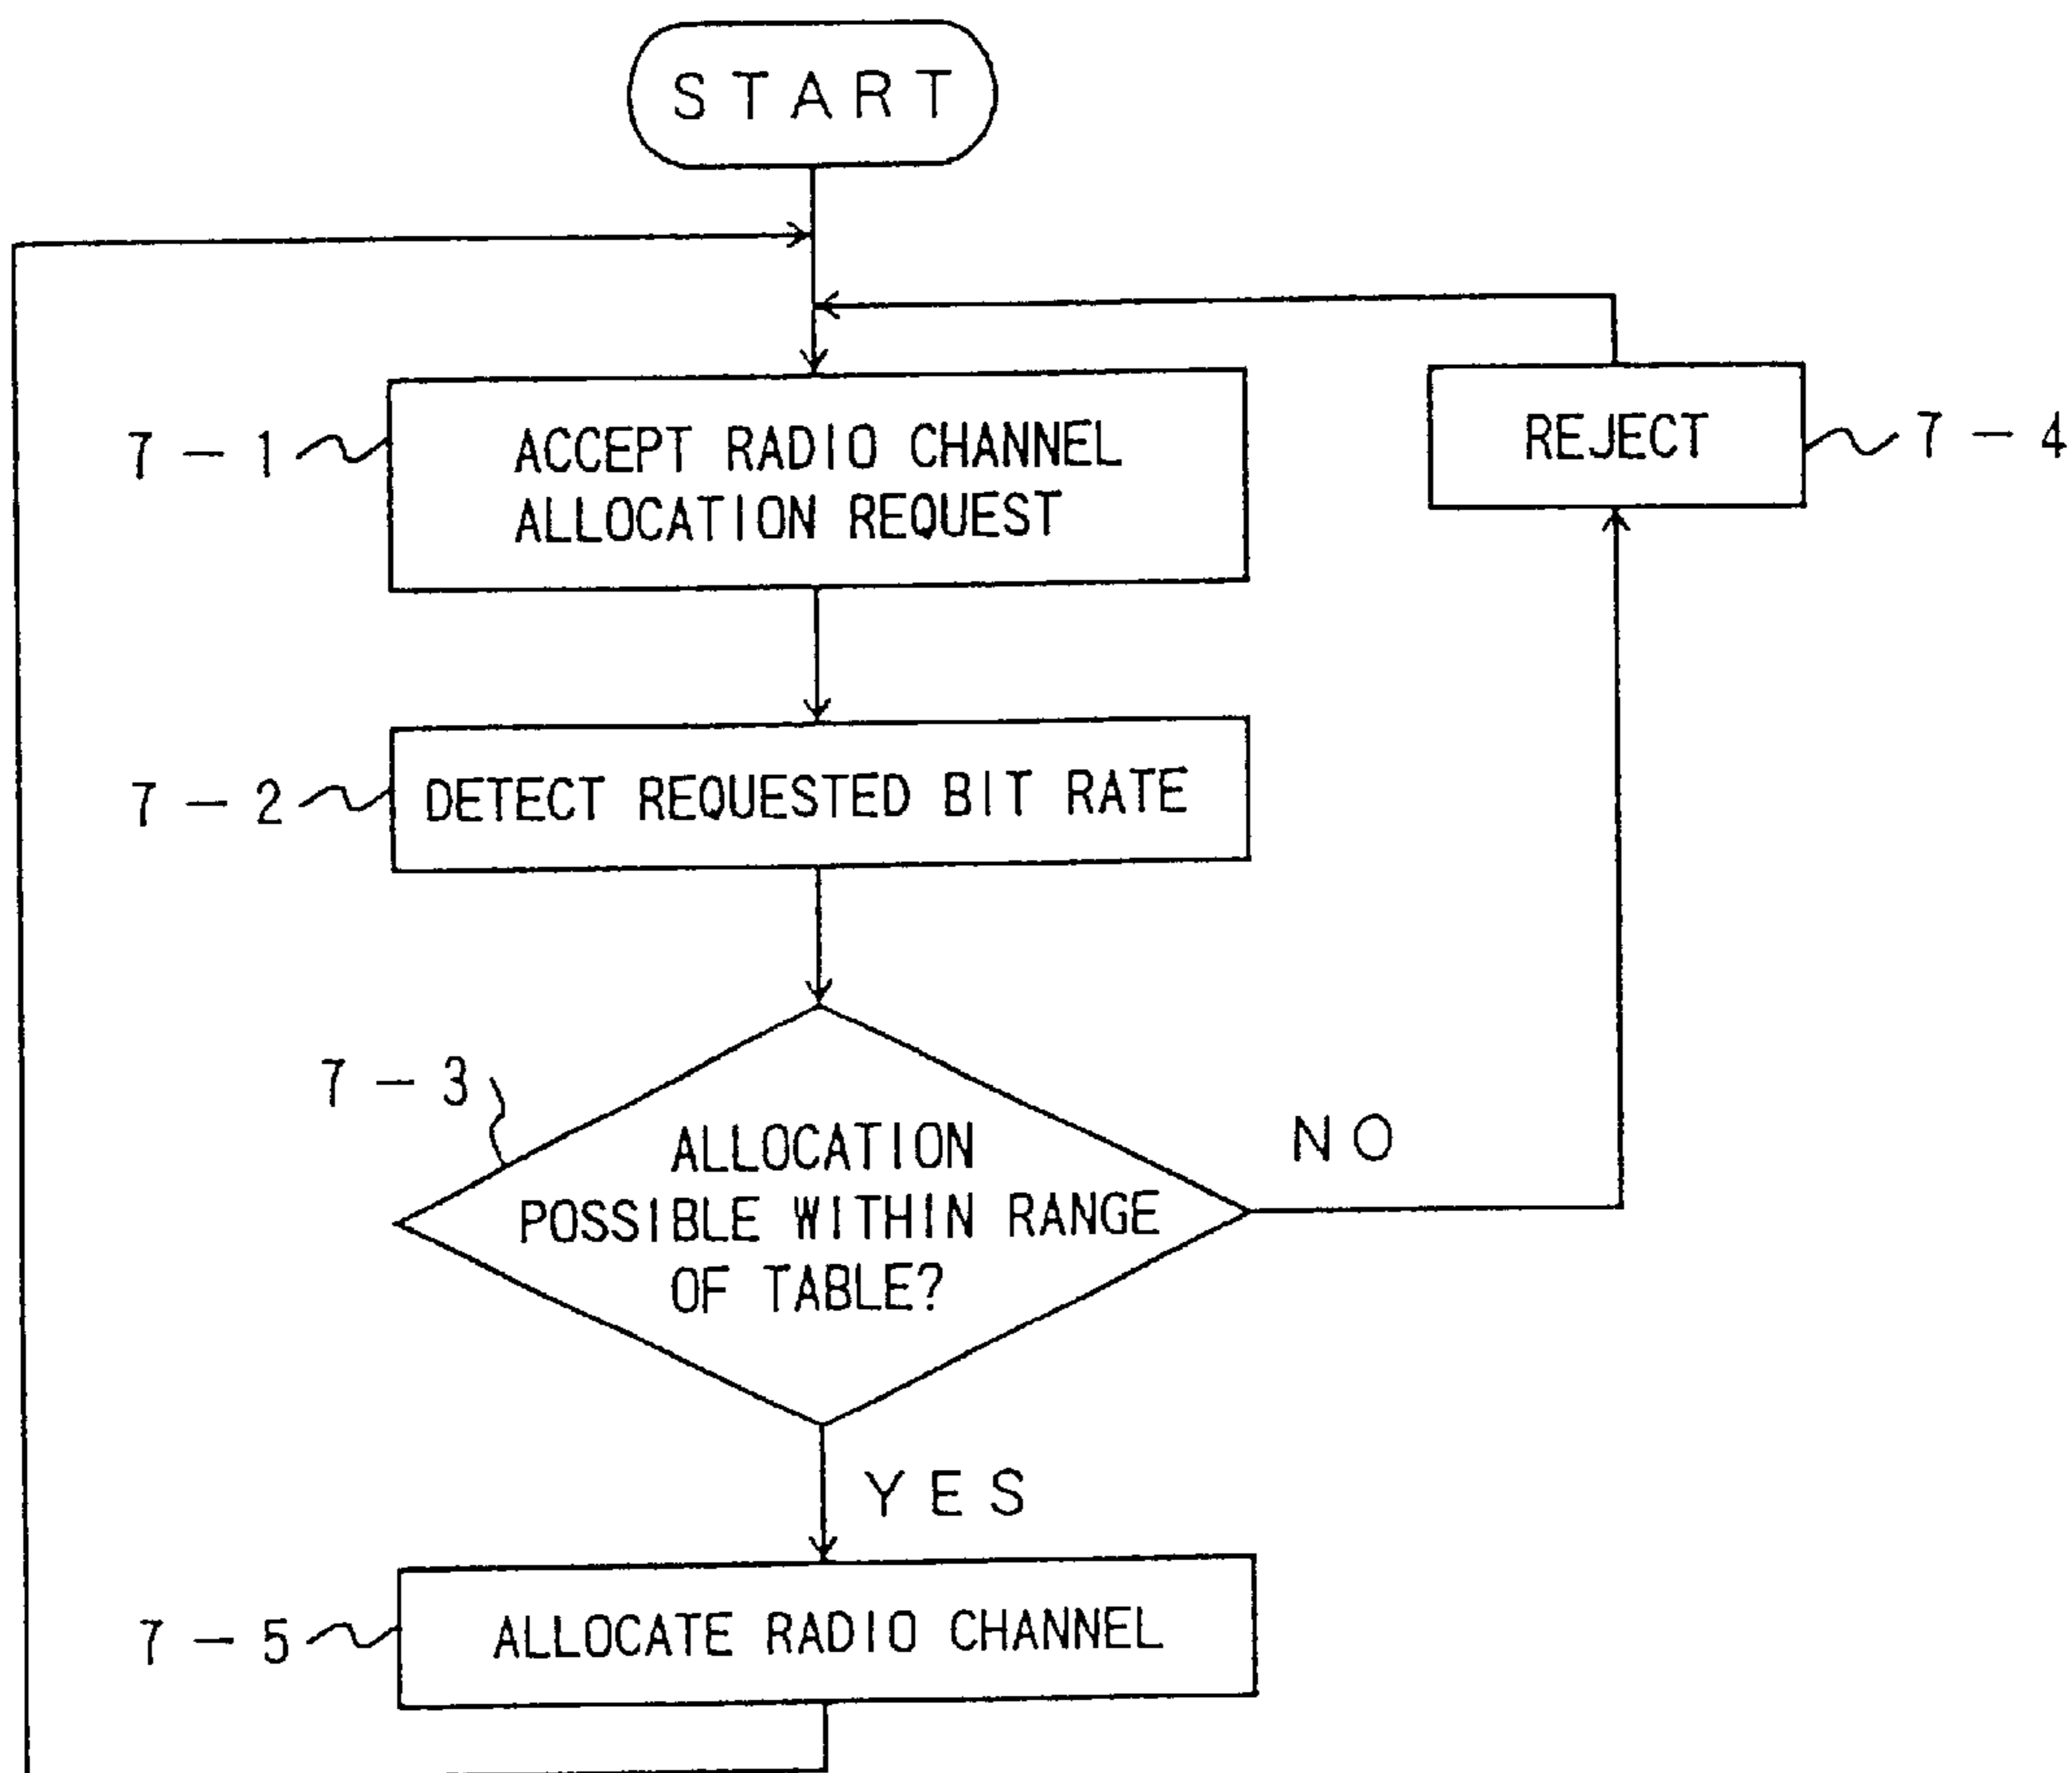 START
7-1
ACCEPT RADIO CHANNEL
ALLOCATION REQUEST
REJECT
7-4
7-2
DETECT REQUESTED BIT RATE
7-3
ALLOCATION
POSSIBLE WITHIN RANGE
OF TABLE?
NO
YES
7-5
ALLOCATE RADIO CHANNEL